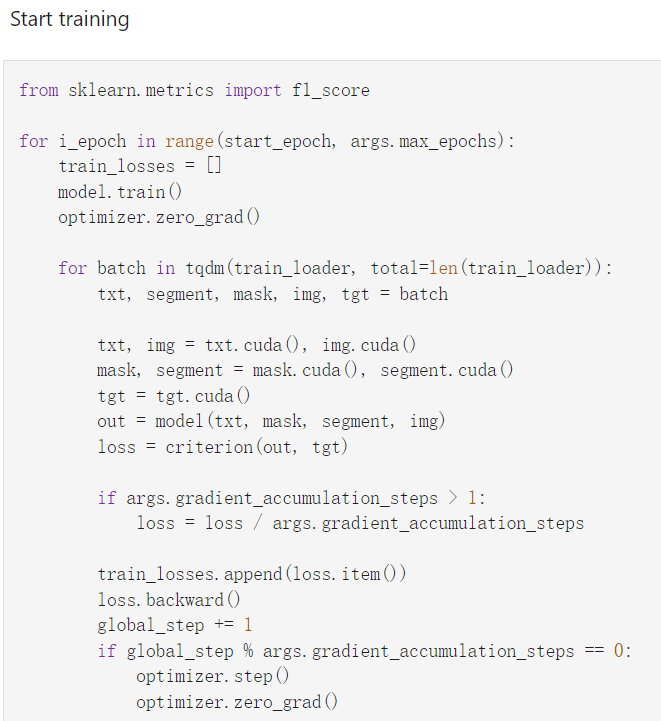 Start training
from sklearn.metrics import f1_score
for i_epoch in range(start_epoch, args.max_epochs):
    train_losses = []
    model.train()
    optimizer.zero_grad()
    for batch in tqdm(train_loader, total=len(train_loader)):
        txt, segment, mask, img, tgt = batch
        txt, img = txt.cuda(), img.cuda()
        mask, segment = mask.cuda(), segment.cuda()
        tgt = tgt.cuda()
        out = model(txt, mask, segment, img)
        loss = criterion(out, tgt)
        if args.gradient_accumulation_steps > 1:
            loss = loss / args.gradient_accumulation_steps
        train_losses.append(loss.item())
        loss.backward()
        global_step += 1
        if global_step % args.gradient_accumulation_steps == 0:
            optimizer.step()
            optimizer.zero_grad()